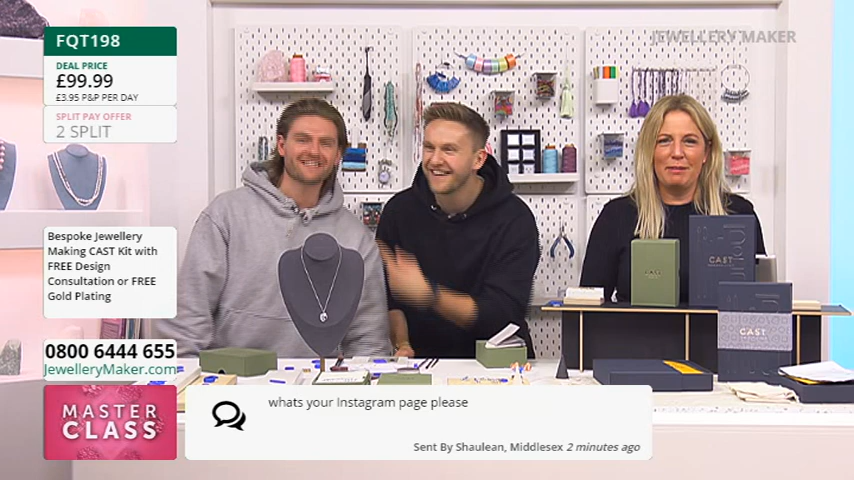 JEWELLERY MAKER
FQT198
DEAL PRICE
£99.99
£3.95 P&P PER DAY
SPLIT PAY OFFER
2 SPLIT
Bespoke Jewellery
Making CAST Kit with
FREE Design
Consultation or FREE
Gold Plating
0800 6444 655
JewelleryMaker.com
MASTER
CLASS
whats your Instagram page please
Sent By Shaulean, Middlesex 2 minutes ago
CAST
CAST